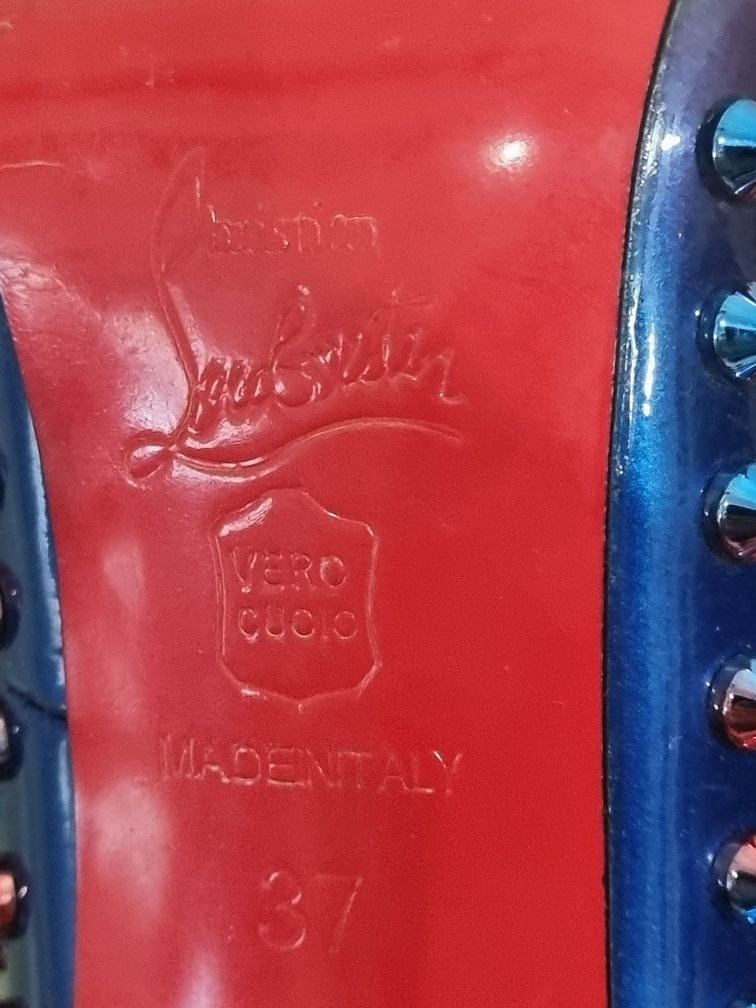 Christian
Louboutin
VERO
CUOIO
MADE IN ITALY
37